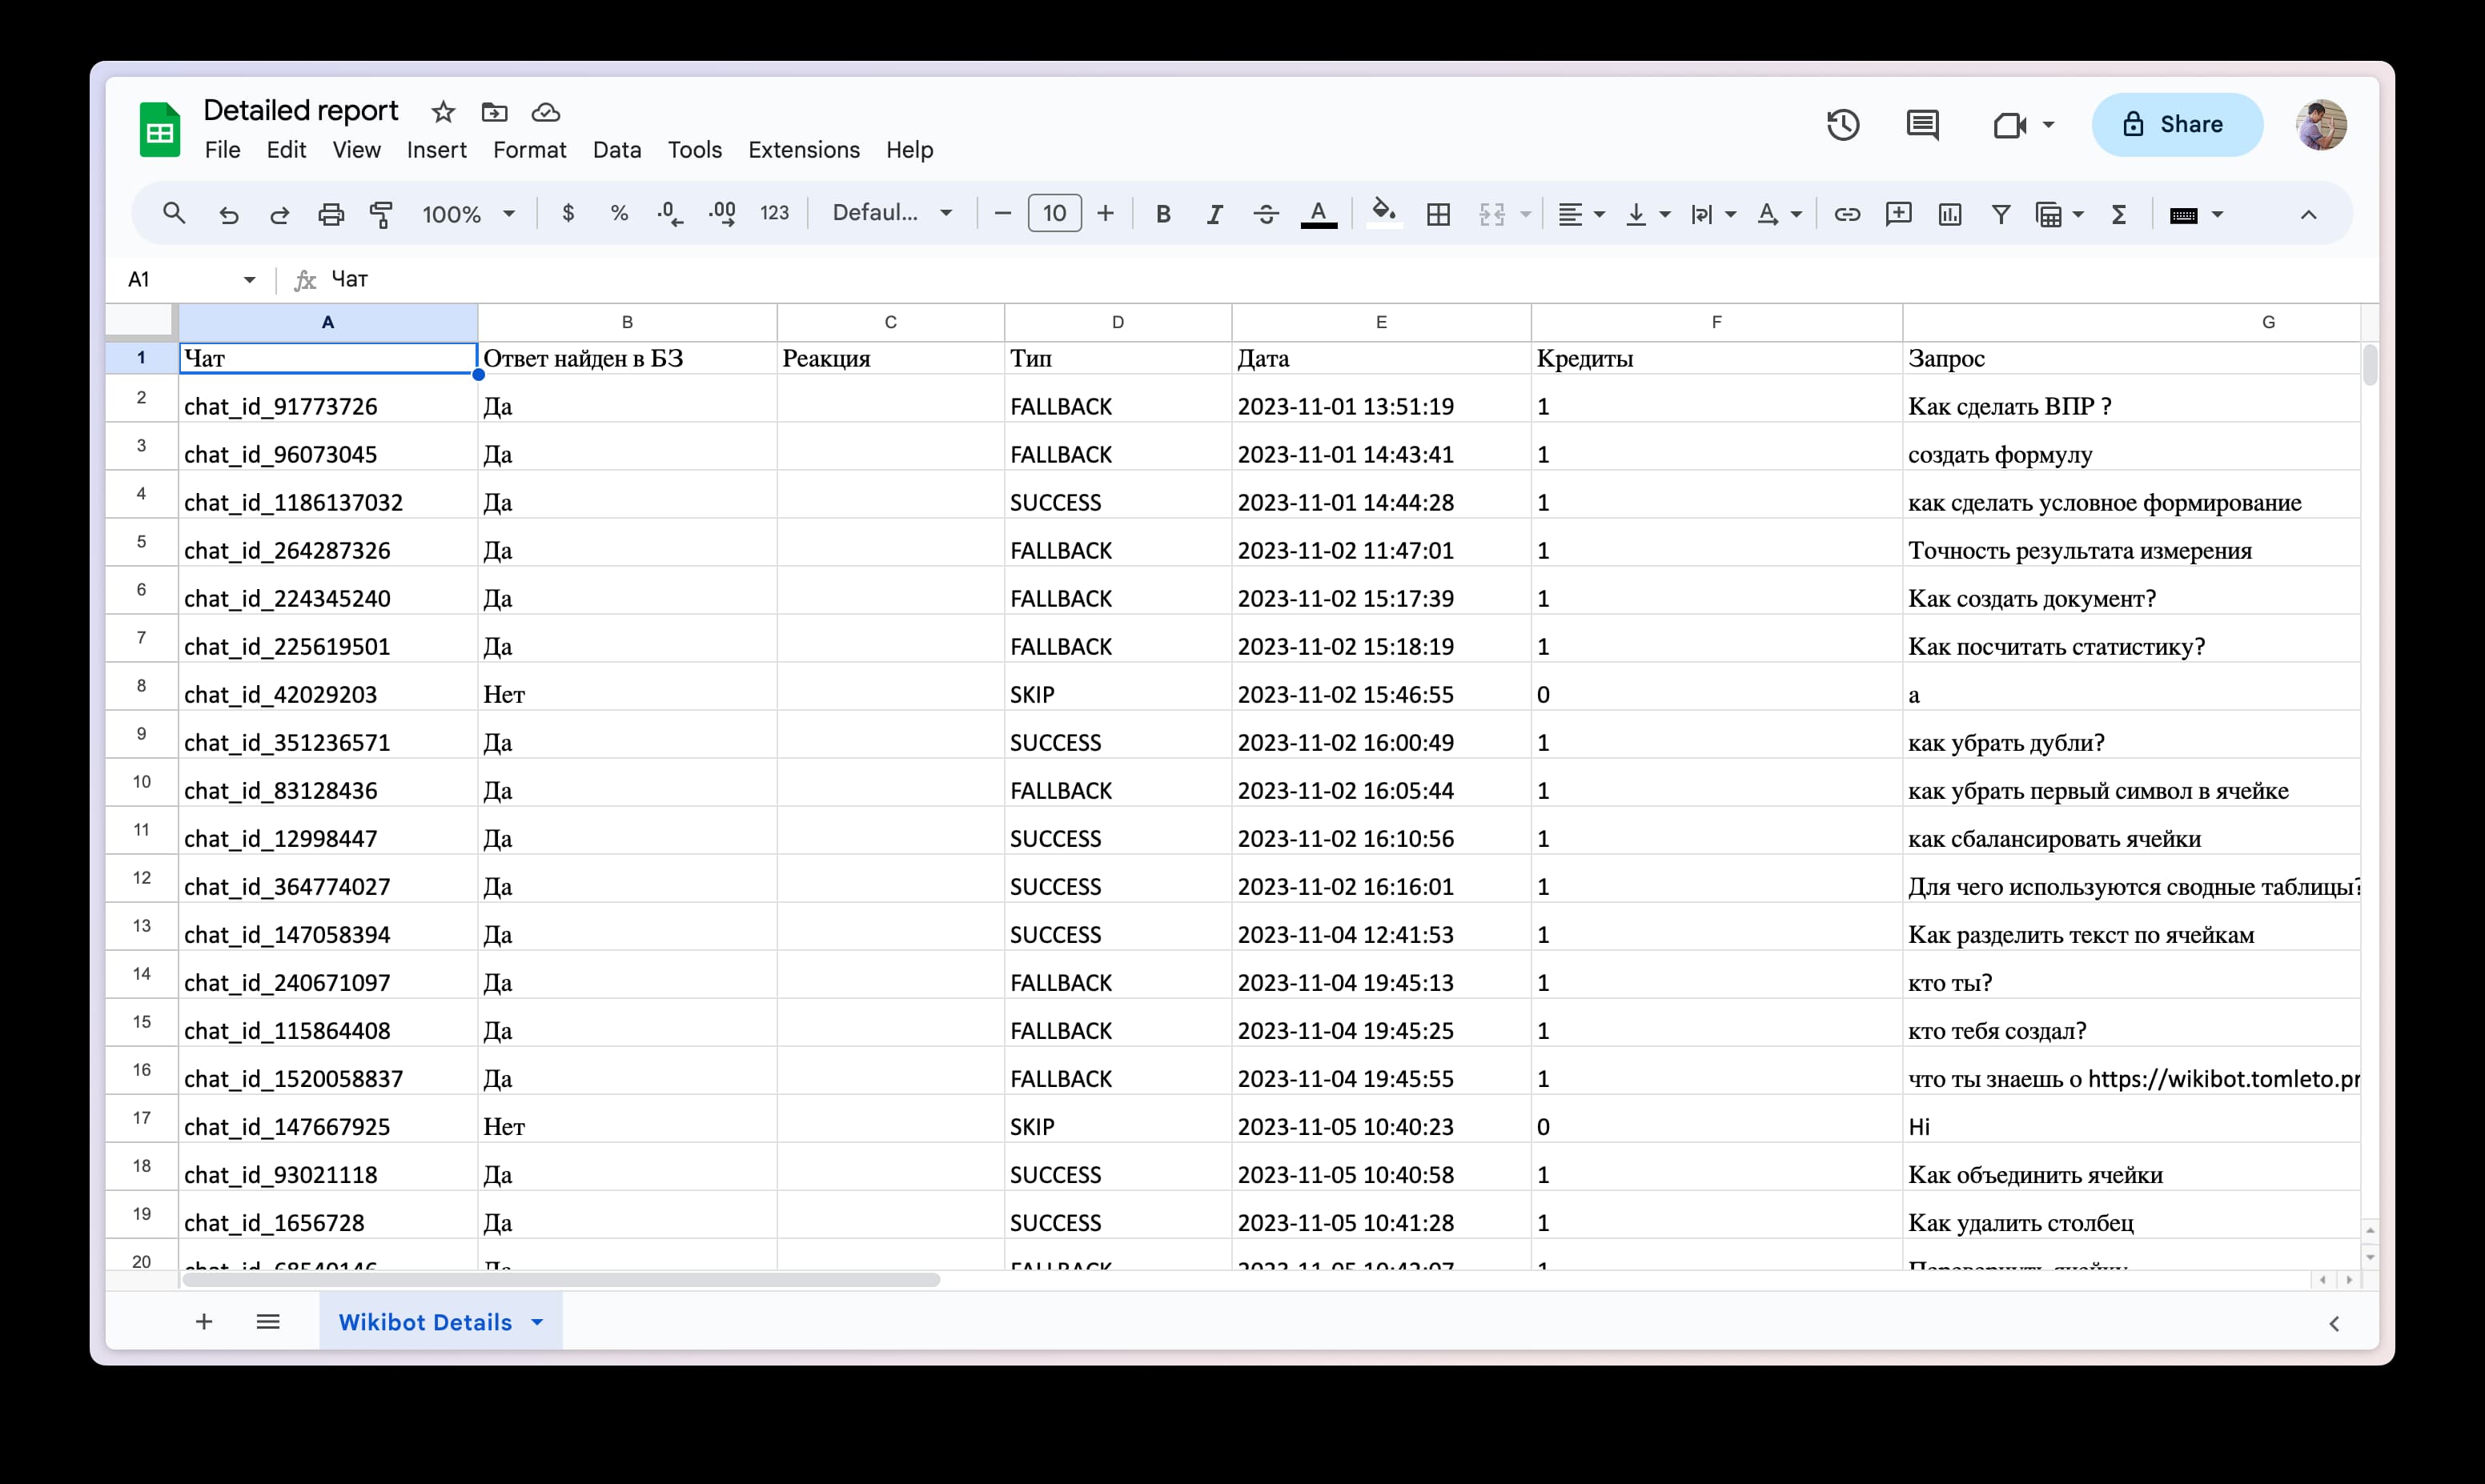 Detailed report
File Edit View Insert Format Data Tools Extensions Help
Share
100% $ % .0 .00 123 Defaul... 10 B I A A Σ
A1 fx Чат
A B C D E F G
1 Чат Ответ найден в БЗ Реакция Тип Дата Кредиты Запрос
2 chat_id_91773726 Да FALLBACK 2023-11-01 13:51:19 1 Как сделать ВПР ?
3 chat_id_96073045 Да FALLBACK 2023-11-01 14:43:41 1 создать формулу
4 chat_id_1186137032 Да SUCCESS 2023-11-01 14:44:28 1 как сделать условное формирование
5 chat_id_264287326 Да FALLBACK 2023-11-02 11:47:01 1 Точность результата измерения
6 chat_id_224345240 Да FALLBACK 2023-11-02 15:17:39 1 Как создать документ?
7 chat_id_225619501 Да FALLBACK 2023-11-02 15:18:19 1 Как посчитать статистику?
8 chat_id_42029203 Нет SKIP 2023-11-02 15:46:55 0 а
9 chat_id_351236571 Да SUCCESS 2023-11-02 16:00:49 1 как убрать дубли?
10 chat_id_83128436 Да FALLBACK 2023-11-02 16:05:44 1 как убрать первый символ в ячейке
11 chat_id_12998447 Да SUCCESS 2023-11-02 16:10:56 1 как сбалансировать ячейки
12 chat_id_364774027 Да SUCCESS 2023-11-02 16:16:01 1 Для чего используются сводные таблицы?
13 chat_id_147058394 Да SUCCESS 2023-11-04 12:41:53 1 Как разделить текст по ячейкам
14 chat_id_240671097 Да FALLBACK 2023-11-04 19:45:13 1 кто ты?
15 chat_id_115864408 Да FALLBACK 2023-11-04 19:45:25 1 кто тебя создал?
16 chat_id_1520058837 Да FALLBACK 2023-11-04 19:45:55 1 что ты знаешь о https://wikibot.tomleto.pr
17 chat_id_147667925 Нет SKIP 2023-11-05 10:40:23 0 Hi
18 chat_id_93021118 Да SUCCESS 2023-11-05 10:40:58 1 Как объединить ячейки
19 chat_id_1656728 Да SUCCESS 2023-11-05 10:41:28 1 Как удалить столбец
20 chat_id_68540146 Да FALLBACK 2023-11-05 10:42:07 1
Wikibot Details